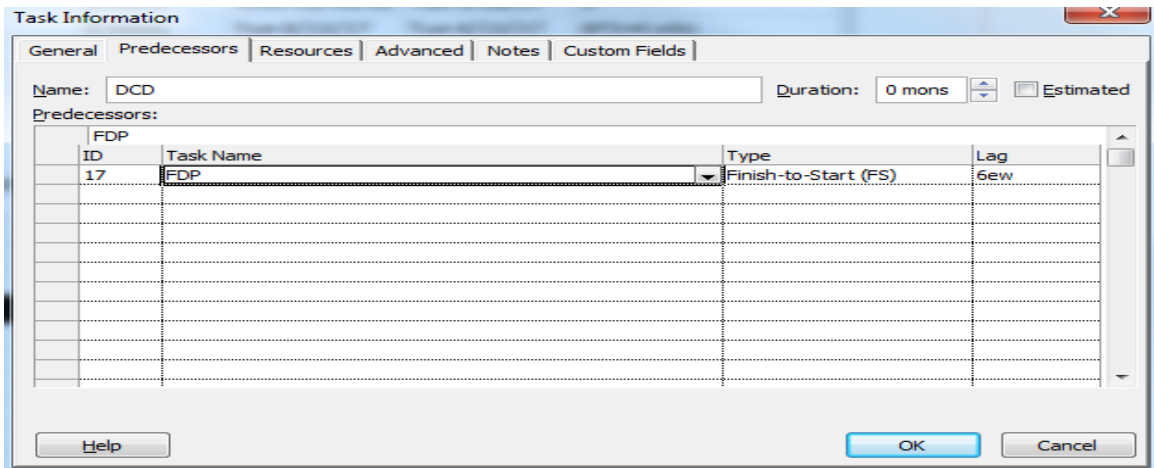 Task Information
General Predecessors Resources Advanced Notes Custom Fields
Name: DCD Duration: 0 mons Estimated
Predecessors:
FDP
ID Task Name Type Lag
17 FDP Finish-to-Start (FS) 6ew
Help OK Cancel